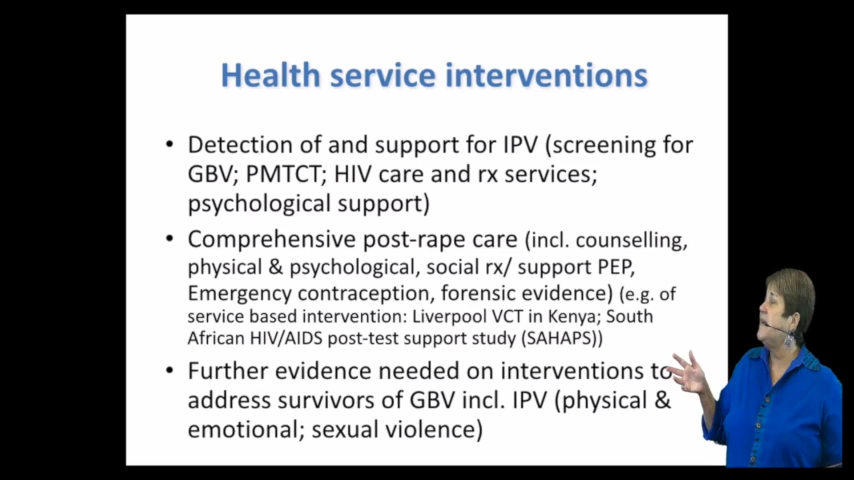 Health service interventions
• Detection of and support for IPV (screening for
GBV; PMTCT; HIV care and rx services;
psychological support)
• Comprehensive post-rape care (incl. counselling,
physical & psychological, social rx/ support PEP,
Emergency contraception, forensic evidence) (e.g. of
service based intervention: Liverpool VCT in Kenya; South
African HIV/AIDS post-test support study (SAHAPS))
• Further evidence needed on interventions to
address survivors of GBV incl. IPV (physical &
emotional; sexual violence)